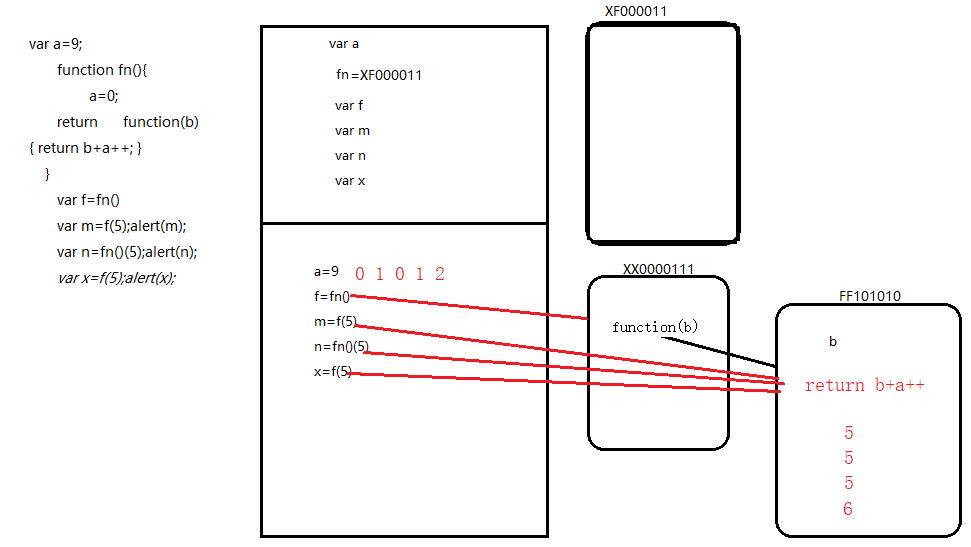 var a=9;
function fn(){
a=0;
return function(b)
{ return b+a++; }
}
var f=fn()
var m=f(5);alert(m);
var n=fn()(5);alert(n);
var x=f(5);alert(x);
var a
fn=XF000011
var f
var m
var n
var x
a=9 0 1 0 1 2
f=fn()
m=f(5)
n=fn()(5)
x=f(5)
XF000011
XX0000111
function(b)
FF101010
b
return b+a++
5
5
5
6